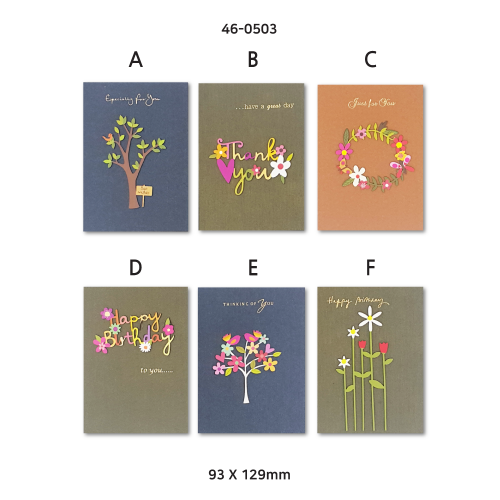 46-0503
A
B
C
Especially for You
...have a great day
Just for You
Thank
you
D
E
F
Happy
Birthday
to you.....
THINKING OF You
Happy Birthday
93 X 129mm